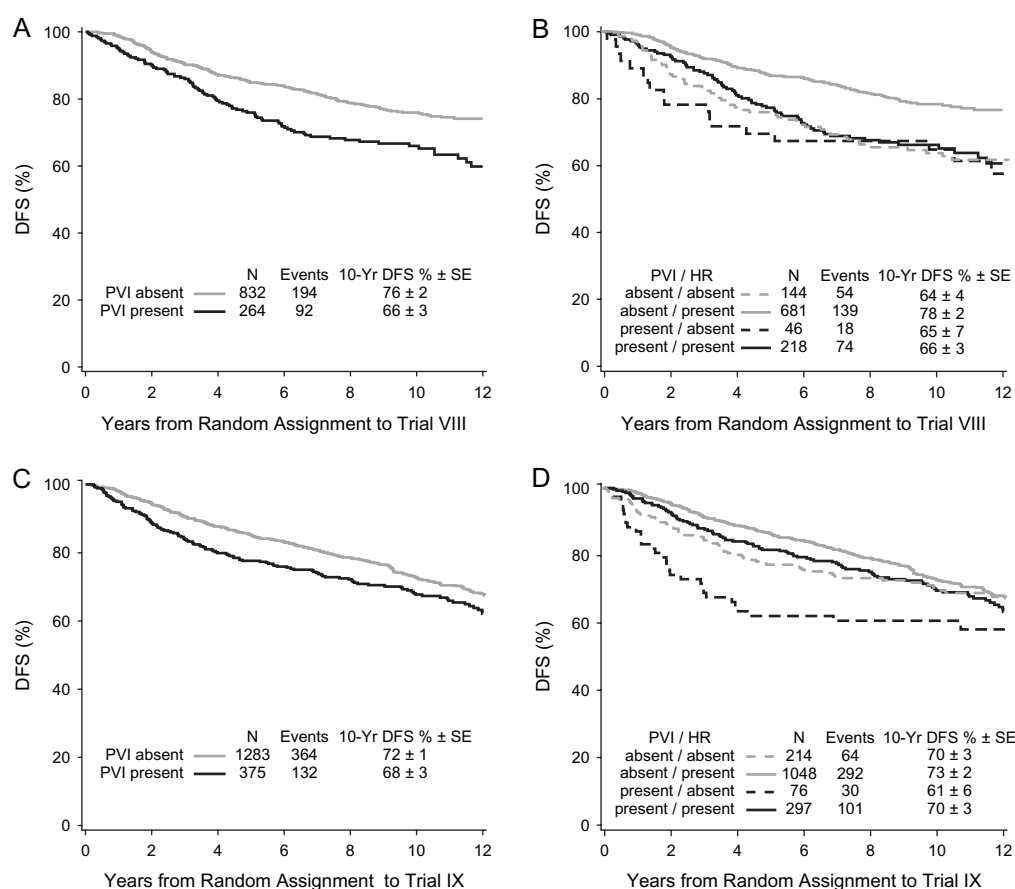 A
100
80
60
40
20
0
DFS (%)
N Events 10-Yr DFS % ± SE
PVI absent 832 194 76 ± 2
PVI present 264 92 66 ± 3
0 2 4 6 8 10 12
Years from Random Assignment to Trial VIII
B
100
80
60
40
20
0
DFS (%)
PVI / HR N Events 10-Yr DFS % ± SE
absent / absent 144 54 64 ± 4
absent / present 681 139 78 ± 2
present / absent 46 18 65 ± 7
present / present 218 74 66 ± 3
0 2 4 6 8 10 12
Years from Random Assignment to Trial VIII
C
100
80
60
40
20
0
DFS (%)
N Events 10-Yr DFS % ± SE
PVI absent 1283 364 72 ± 1
PVI present 375 132 68 ± 3
0 2 4 6 8 10 12
Years from Random Assignment to Trial IX
D
100
80
60
40
20
0
DFS (%)
PVI / HR N Events 10-Yr DFS % ± SE
absent / absent 214 64 70 ± 3
absent / present 1048 292 73 ± 2
present / absent 76 30 61 ± 6
present / present 297 101 70 ± 3
0 2 4 6 8 10 12
Years from Random Assignment to Trial IX